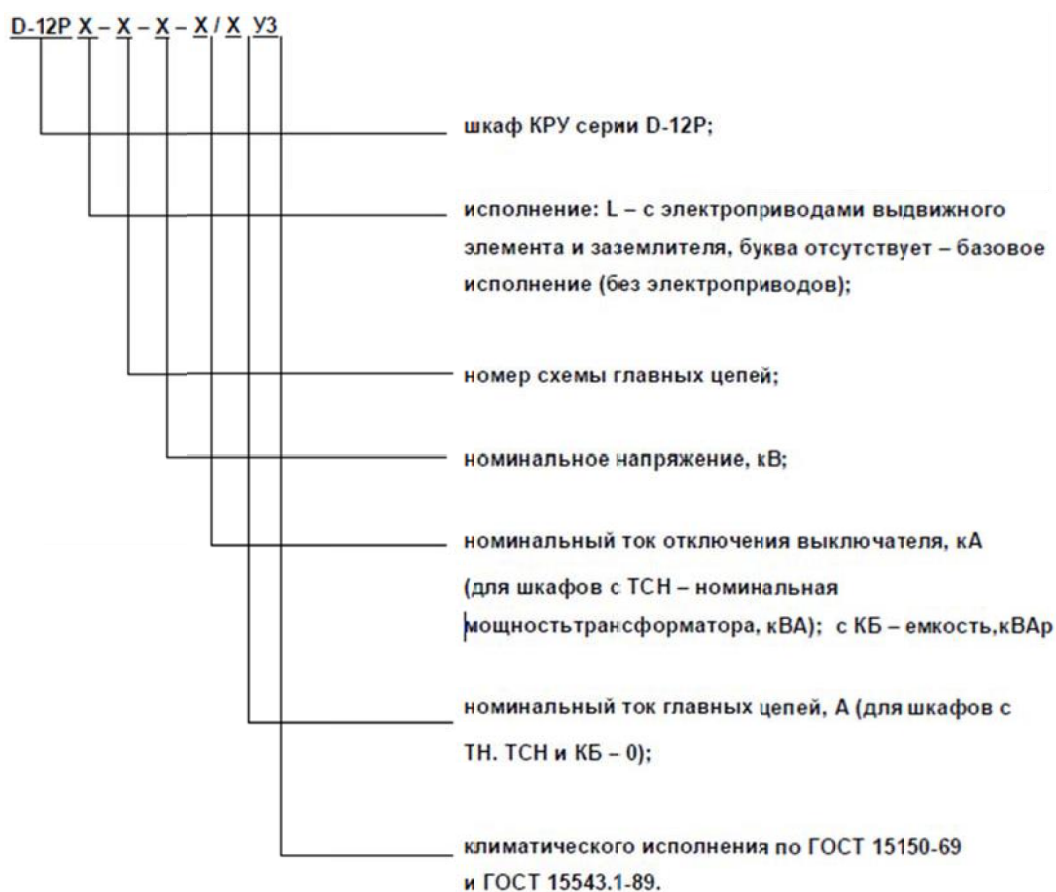 D-12P X – X – X – X / X У3
шкаф КРУ серии D-12P;
исполнение: L – с электроприводами выдвижного
элемента и заземлителя, буква отсутствует – базовое
исполнение (без электроприводов);
номер схемы главных цепей;
номинальное напряжение, кВ;
номинальный ток отключения выключателя, кА
(для шкафов с ТСН – номинальная
мощностьтрансформатора, кВА); с КБ – емкость,кВАр
номинальный ток главных цепей, А (для шкафов с
ТН. ТСН и КБ – 0);
климатического исполнения по ГОСТ 15150-69
и ГОСТ 15543.1-89.